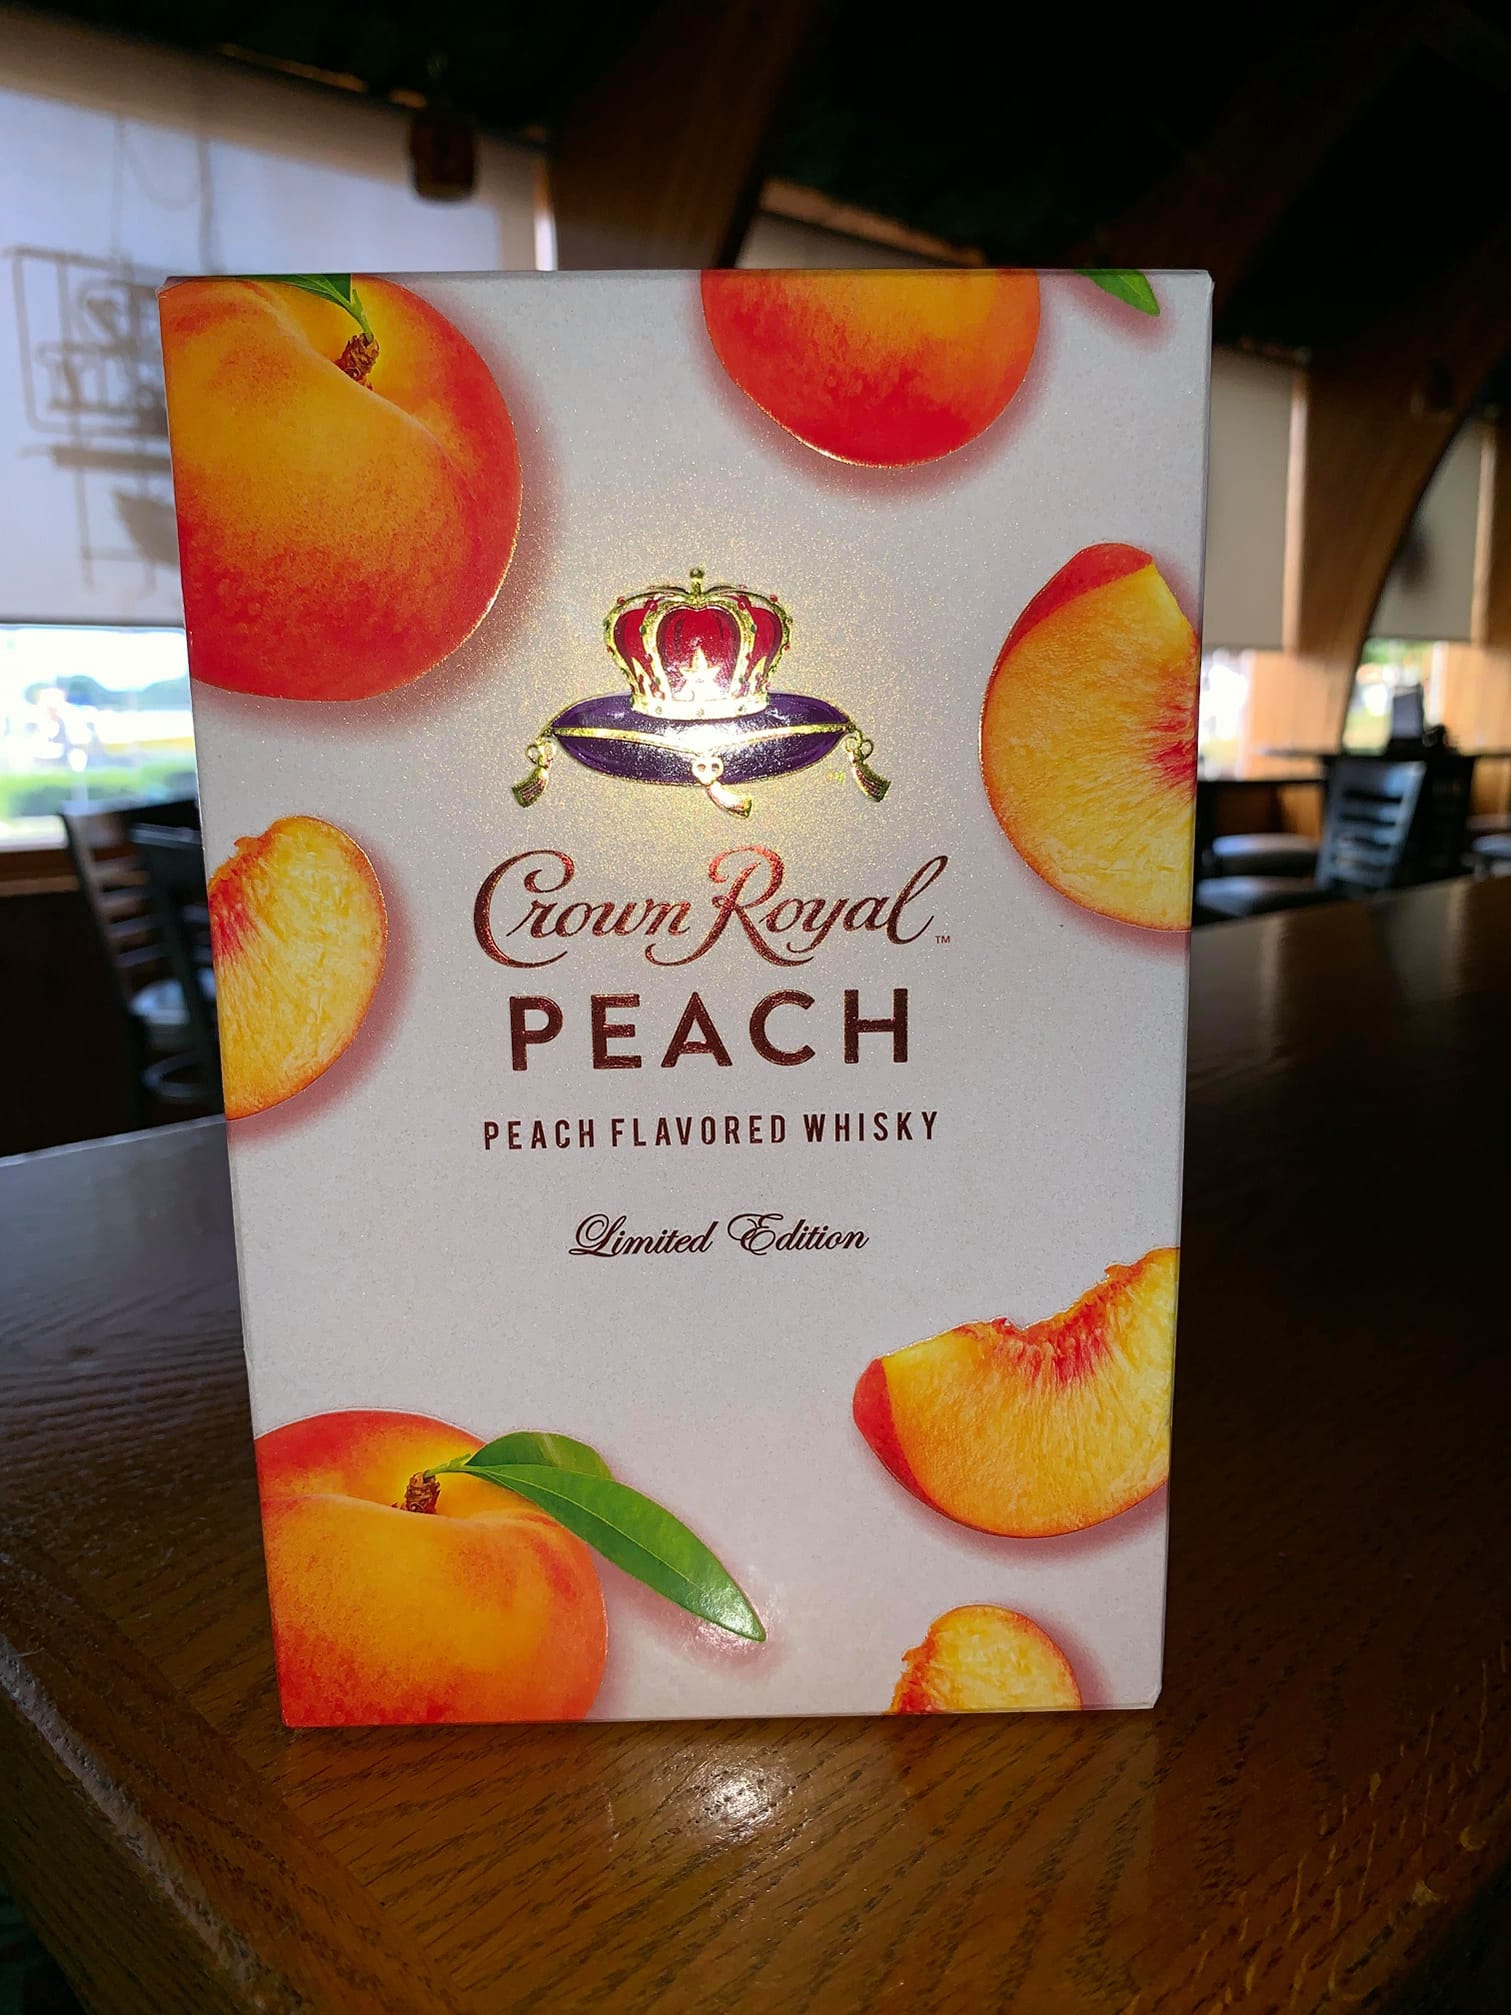 Crown Royal™
PEACH
PEACH FLAVORED WHISKY
Limited Edition